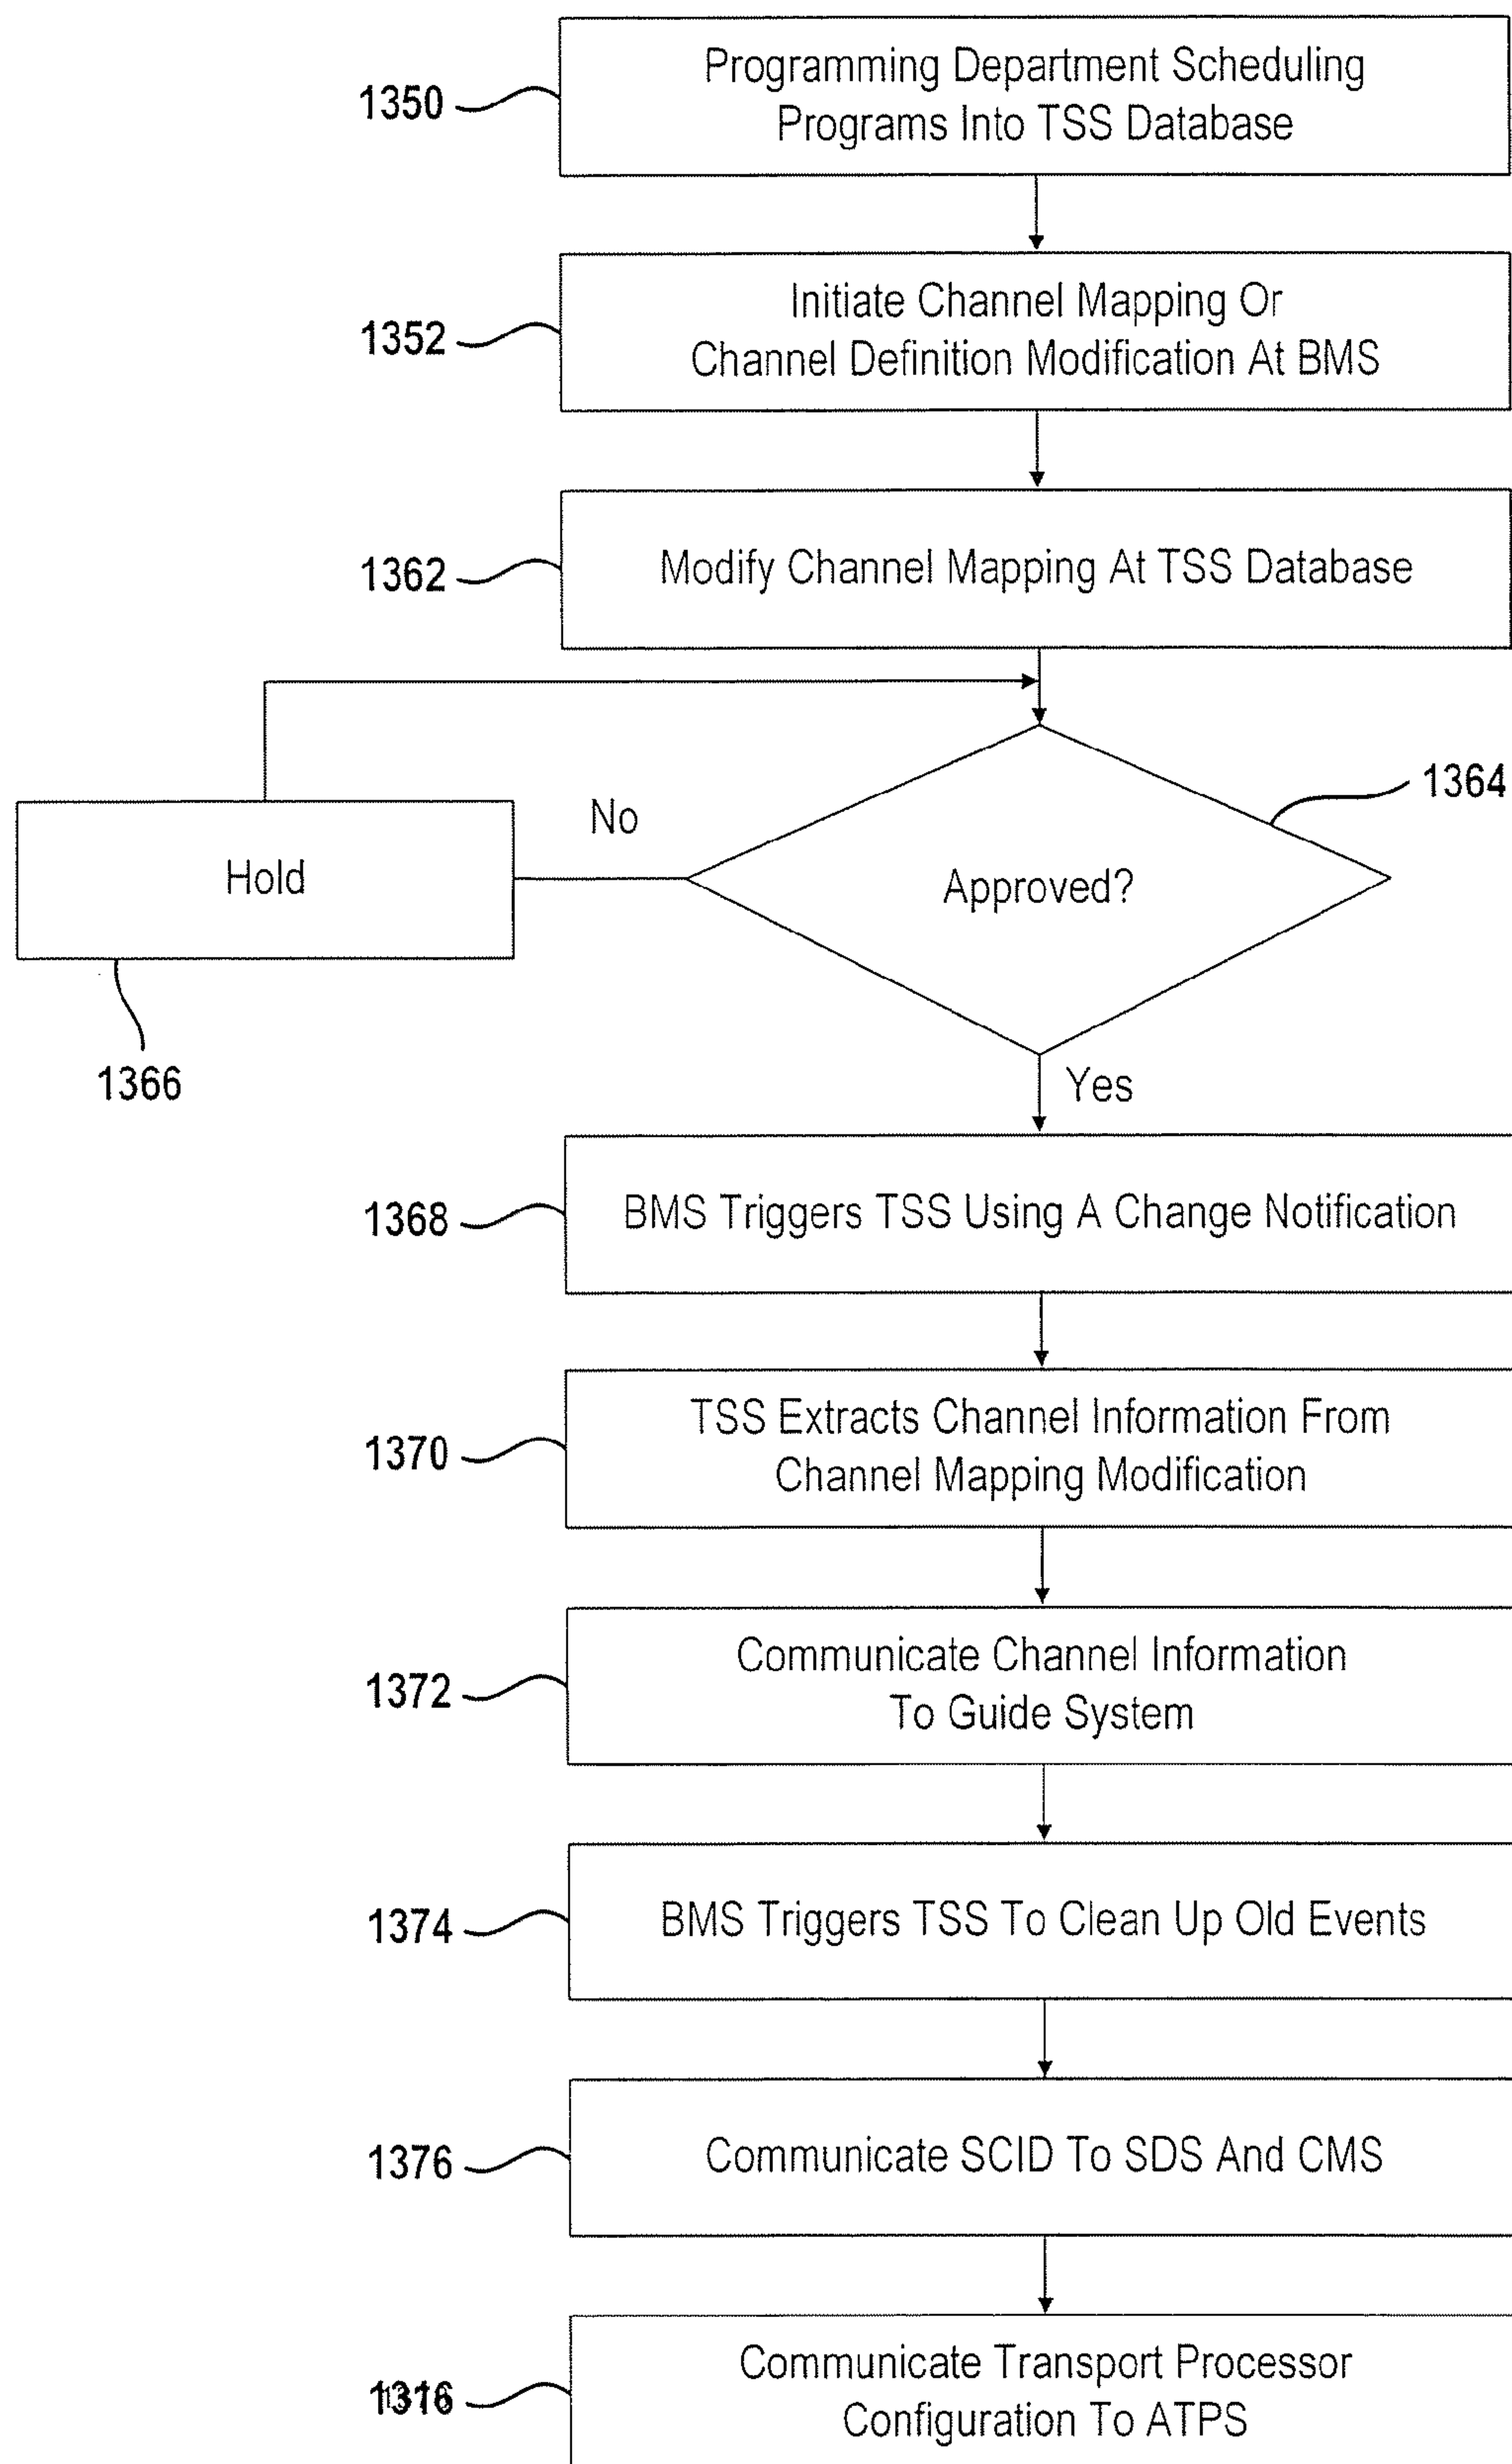 1350
Programming Department Scheduling
Programs Into TSS Database
1352
Initiate Channel Mapping Or
Channel Definition Modification At BMS
1362
Modify Channel Mapping At TSS Database
1364
No
Hold
Approved?
1366
Yes
1368
BMS Triggers TSS Using A Change Notification
1370
TSS Extracts Channel Information From
Channel Mapping Modification
1372
Communicate Channel Information
To Guide System
1374
BMS Triggers TSS To Clean Up Old Events
1376
Communicate SCID To SDS And CMS
Communicate Transport Processor
Configuration To ATPS